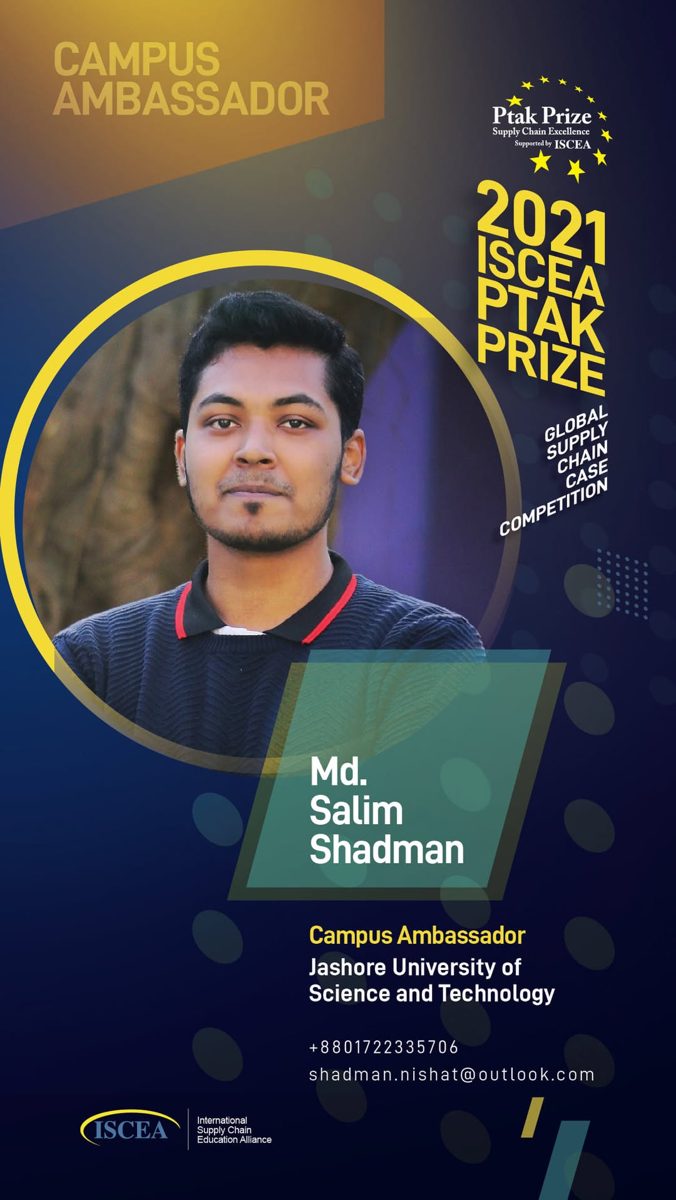 CAMPUS
AMBASSADOR
Ptak Prize
Supply Chain Excellence
Supported by ISCEA
2021
ISCEA
PTAK
PRIZE
GLOBAL
SUPPLY
CHAIN
CASE
COMPETITION
Md.
Salim
Shadman
Campus Ambassador
Jashore University of
Science and Technology
+8801722335706
shadman.nishat@outlook.com
ISCEA
International
Supply Chain
Education Alliance